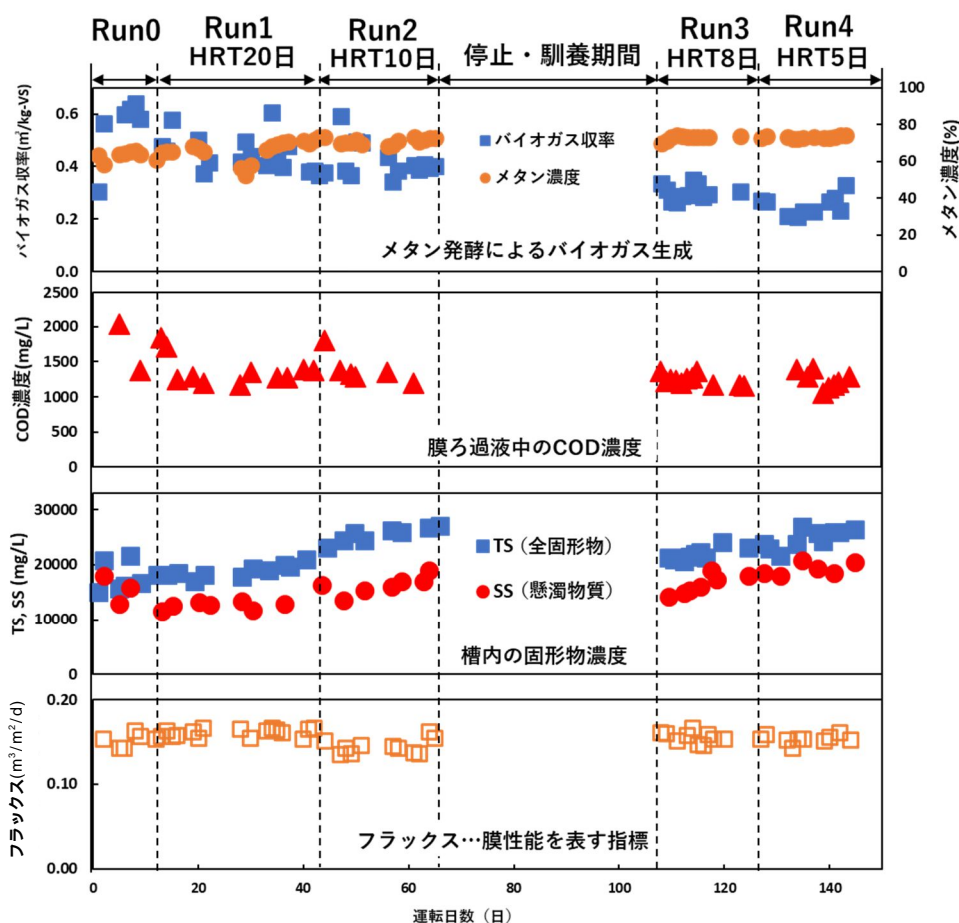 Run0
Run1
HRT20日
Run2
HRT10日
停止・馴養期間
Run3
HRT8日
Run4
HRT5日
バイオガス収率(㎥/kg-VS)
0.6
0.4
0.2
0.0
バイオガス収率
メタン濃度
メタン発酵によるバイオガス生成
100
80
60
40
20
0
メタン濃度(%)
COD濃度(mg/L)
2500
2000
1500
1000
500
0
膜ろ過液中のCOD濃度
TS, SS (mg/L)
30000
20000
10000
0
TS（全固形物）
SS（懸濁物質）
槽内の固形物濃度
フラックス(m³/m²/d)
0.20
0.10
0.00
フラックス…膜性能を表す指標
0 20 40 60 80 100 120 140
運転日数（日）